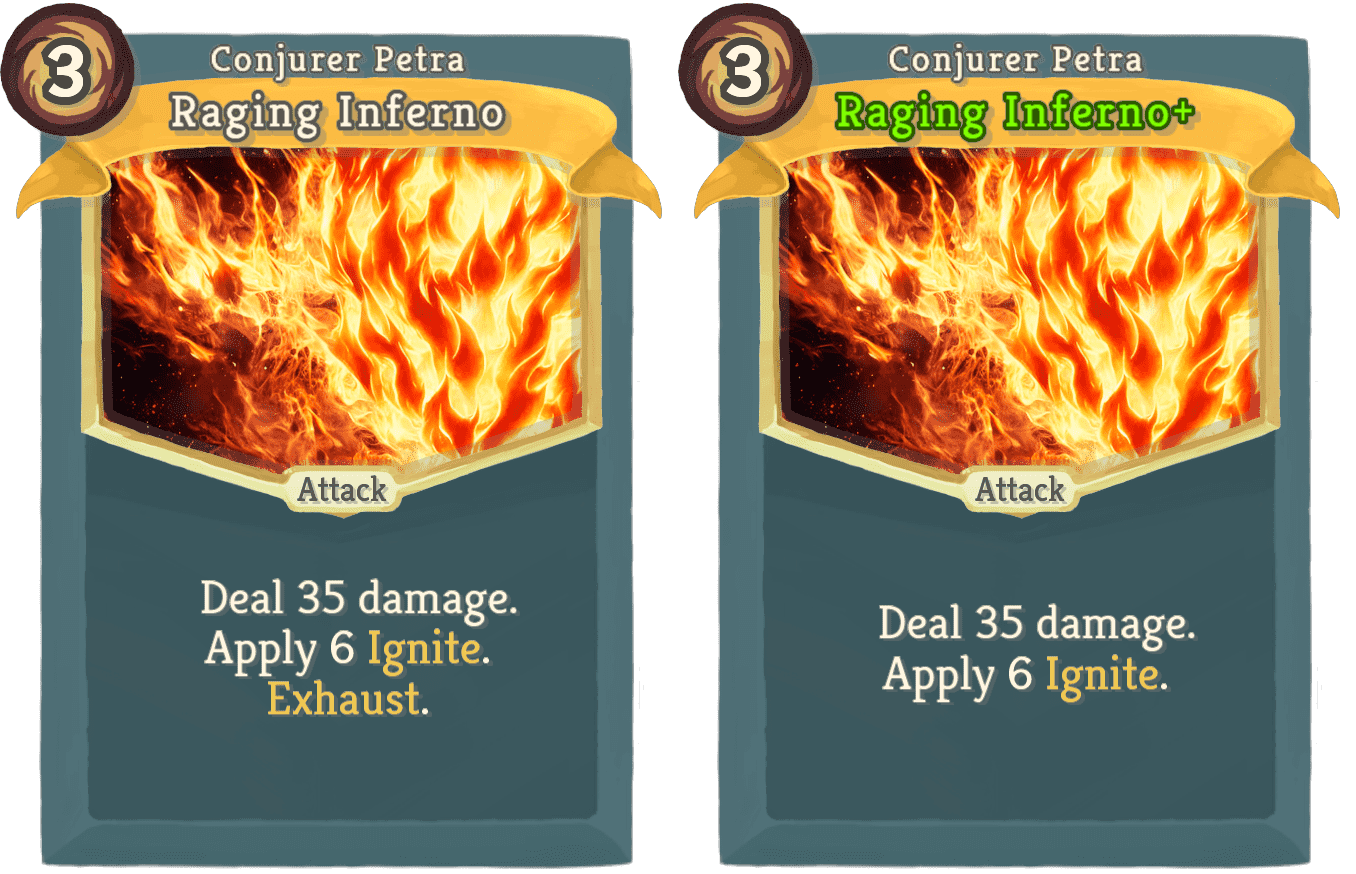 3
Conjurer Petra
Raging Inferno
Attack
Deal 35 damage.
Apply 6 Ignite.
Exhaust.
3
Conjurer Petra
Raging Inferno+
Attack
Deal 35 damage.
Apply 6 Ignite.